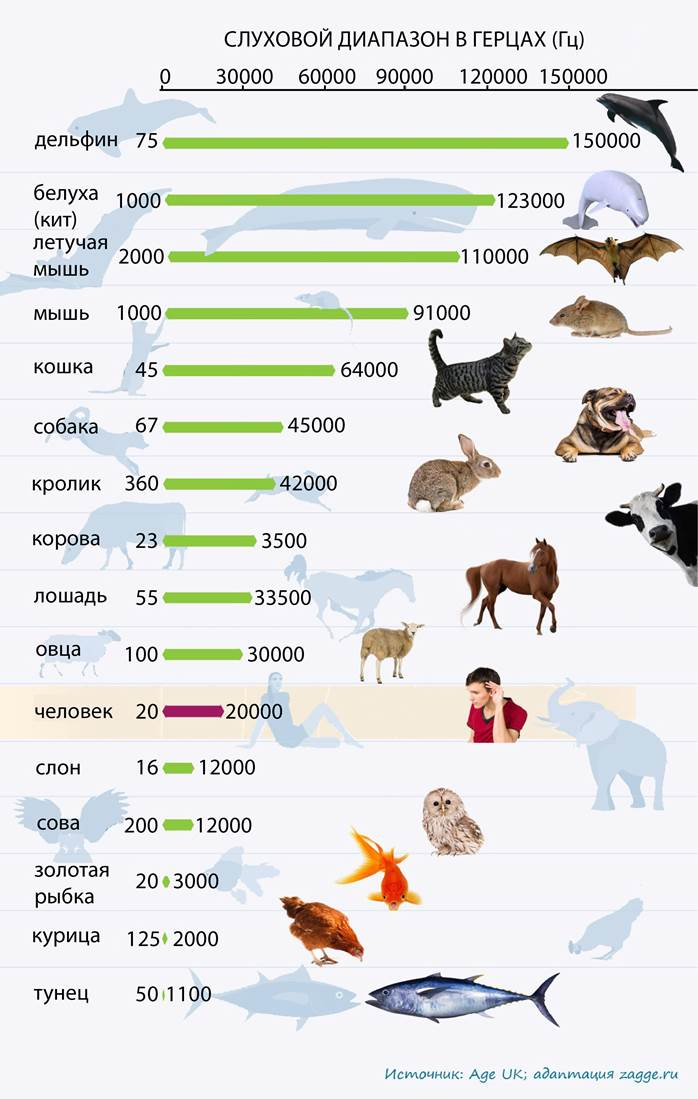 СЛУХОВОЙ ДИАПАЗОН В ГЕРЦАХ (Гц)
0 30000 60000 90000 120000 150000
дельфин 75 150000
белуха
(кит) 1000 123000
летучая
мышь 2000 110000
мышь 1000 91000
кошка 45 64000
собака 67 45000
кролик 360 42000
корова 23 3500
лошадь 55 33500
овца 100 30000
человек 20 20000
слон 16 12000
сова 200 12000
золотая
рыбка 20 3000
курица 125 2000
тунец 50 1100
Источник: Age UK; адаптация zagge.ru